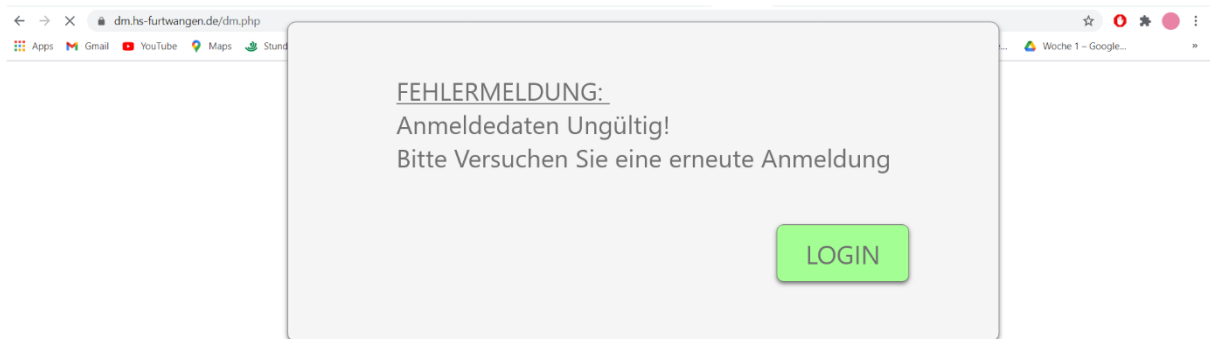 dm.hs-furtwangen.de/dm.php
Apps Gmail YouTube Maps Stund ... Woche 1 – Google... »
FEHLERMELDUNG:
Anmeldedaten Ungültig!
Bitte Versuchen Sie eine erneute Anmeldung
LOGIN